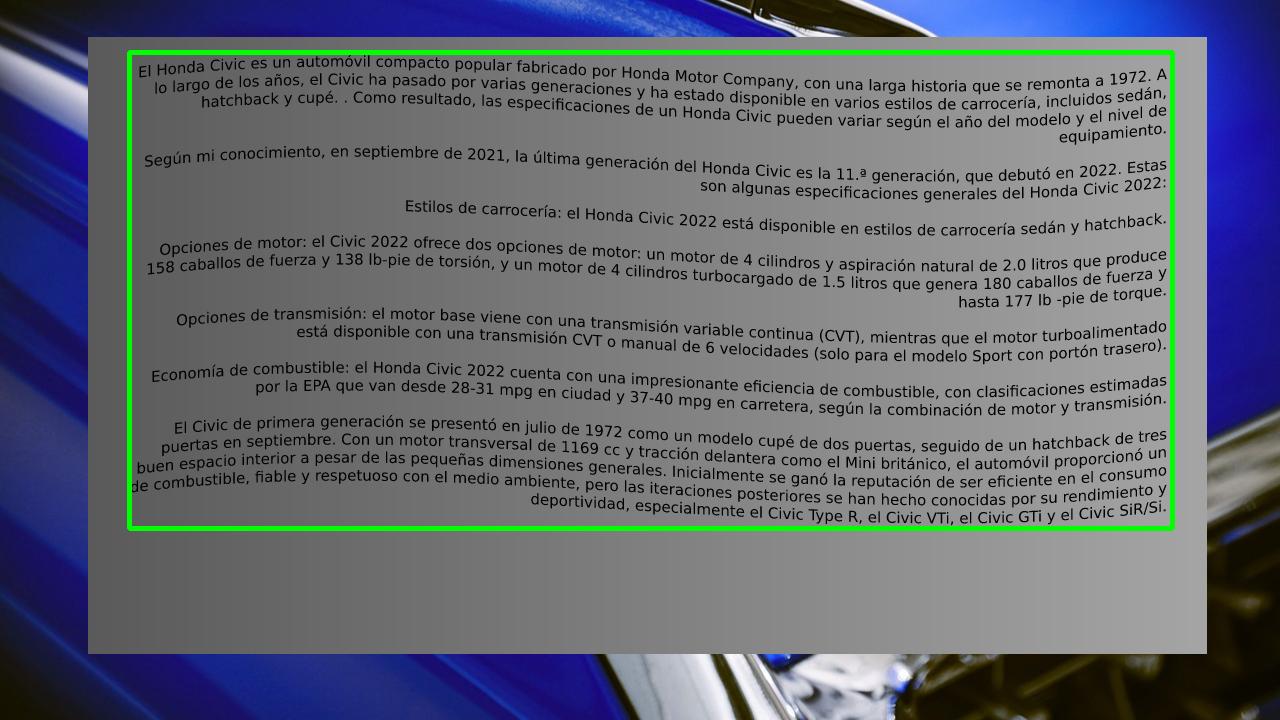 El Honda Civic es un automóvil compacto popular fabricado por Honda Motor Company, con una larga historia que se remonta a 1972. A
lo largo de los años, el Civic ha pasado por varias generaciones y ha estado disponible en varios estilos de carrocería, incluidos sedán,
hatchback y cupé. . Como resultado, las especificaciones de un Honda Civic pueden variar según el año del modelo y el nivel de
equipamiento.
Según mi conocimiento, en septiembre de 2021, la última generación del Honda Civic es la 11.ª generación, que debutó en 2022. Estas
son algunas especificaciones generales del Honda Civic 2022:
Estilos de carrocería: el Honda Civic 2022 está disponible en estilos de carrocería sedán y hatchback.
Opciones de motor: el Civic 2022 ofrece dos opciones de motor: un motor de 4 cilindros y aspiración natural de 2.0 litros que produce
158 caballos de fuerza y 138 lb-pie de torsión, y un motor de 4 cilindros turbocargado de 1.5 litros que genera 180 caballos de fuerza y
hasta 177 lb -pie de torque.
Opciones de transmisión: el motor base viene con una transmisión variable continua (CVT), mientras que el motor turboalimentado
está disponible con una transmisión CVT o manual de 6 velocidades (solo para el modelo Sport con portón trasero).
Economía de combustible: el Honda Civic 2022 cuenta con una impresionante eficiencia de combustible, con clasificaciones estimadas
por la EPA que van desde 28-31 mpg en ciudad y 37-40 mpg en carretera, según la combinación de motor y transmisión.
El Civic de primera generación se presentó en julio de 1972 como un modelo cupé de dos puertas, seguido de un hatchback de tres
puertas en septiembre. Con un motor transversal de 1169 cc y tracción delantera como el Mini británico, el automóvil proporcionó un
buen espacio interior a pesar de las pequeñas dimensiones generales. Inicialmente se ganó la reputación de ser eficiente en el consumo
de combustible, fiable y respetuoso con el medio ambiente, pero las iteraciones posteriores se han hecho conocidas por su rendimiento y
deportividad, especialmente el Civic Type R, el Civic VTi, el Civic GTi y el Civic SiR/Si.